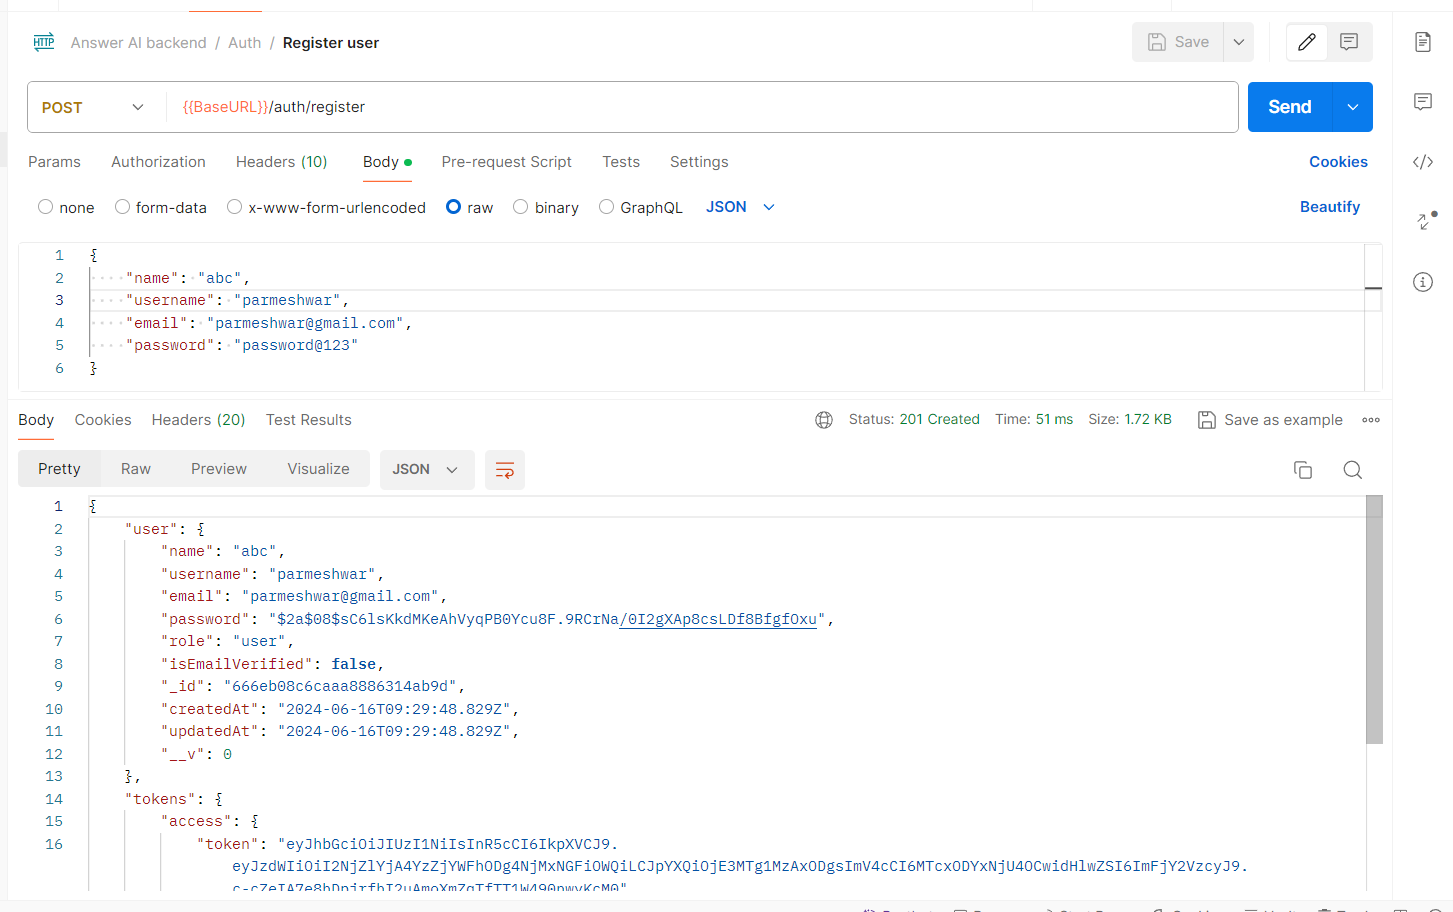 HTTP Answer AI backend / Auth / Register user Save
POST {{BaseURL}}/auth/register Send
Params Authorization Headers (10) Body Pre-request Script Tests Settings Cookies
none form-data x-www-form-urlencoded raw binary GraphQL JSON Beautify
1 {
2 "name": "abc",
3 "username": "parmeshwar",
4 "email": "parmeshwar@gmail.com",
5 "password": "password@123"
6 }
Body Cookies Headers (20) Test Results Status: 201 Created Time: 51 ms Size: 1.72 KB Save as example
Pretty Raw Preview Visualize JSON
1 {
2 "user": {
3 "name": "abc",
4 "username": "parmeshwar",
5 "email": "parmeshwar@gmail.com",
6 "password": "$2a$08$sC6lsKkdMKeAhVyqPB0Ycu8F.9RCrNa/0I2gXAp8csLDf8BfgfOxu",
7 "role": "user",
8 "isEmailVerified": false,
9 "_id": "666eb08c6caaa8886314ab9d",
10 "createdAt": "2024-06-16T09:29:48.829Z",
11 "updatedAt": "2024-06-16T09:29:48.829Z",
12 "__v": 0
13 },
14 "tokens": {
15 "access": {
16 "token": "eyJhbGciOiJIUzI1NiIsInR5cCI6IkpXVCJ9.
eyJzdWIiOiI2NjZlYjA4YzZjYWFhODg4NjMxNGFiOWQiLCJpYXQiOjE3MTg1MzAxODgsImV4cCI6MTcxODYxNjU4OCwidHlwZSI6ImFjY2VzcyJ9.